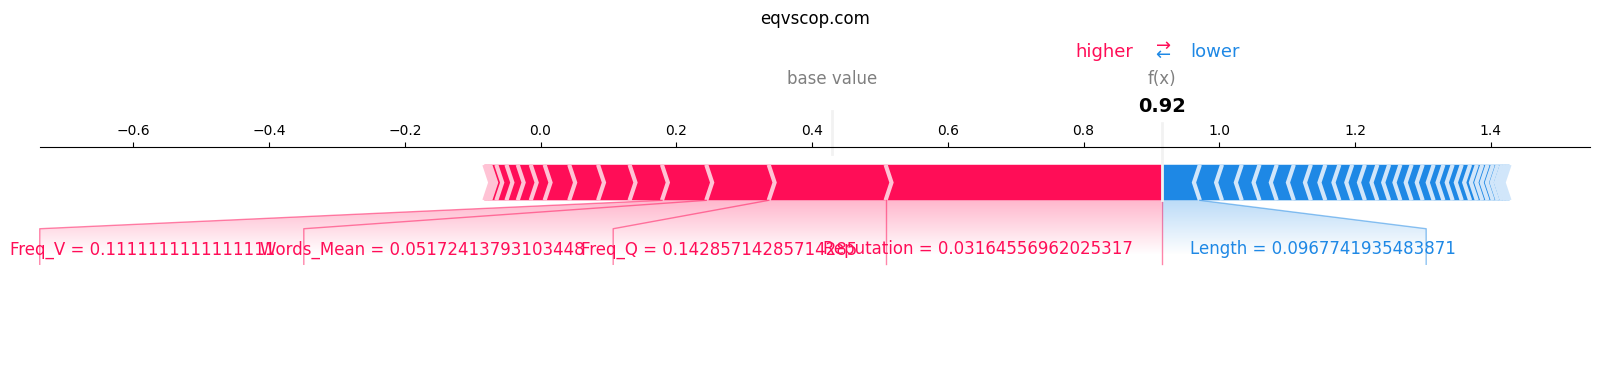 eqvscop.com
higher ⇄ lower
base value f(x)
0.92
−0.6 −0.4 −0.2 0.0 0.2 0.4 0.6 0.8 1.0 1.2 1.4
Freq_V = 0.1111111111111111 Words_Mean = 0.05172413793103448 Freq_Q = 0.14285714285714285 Reputation = 0.03164556962025317 Length = 0.0967741935483871